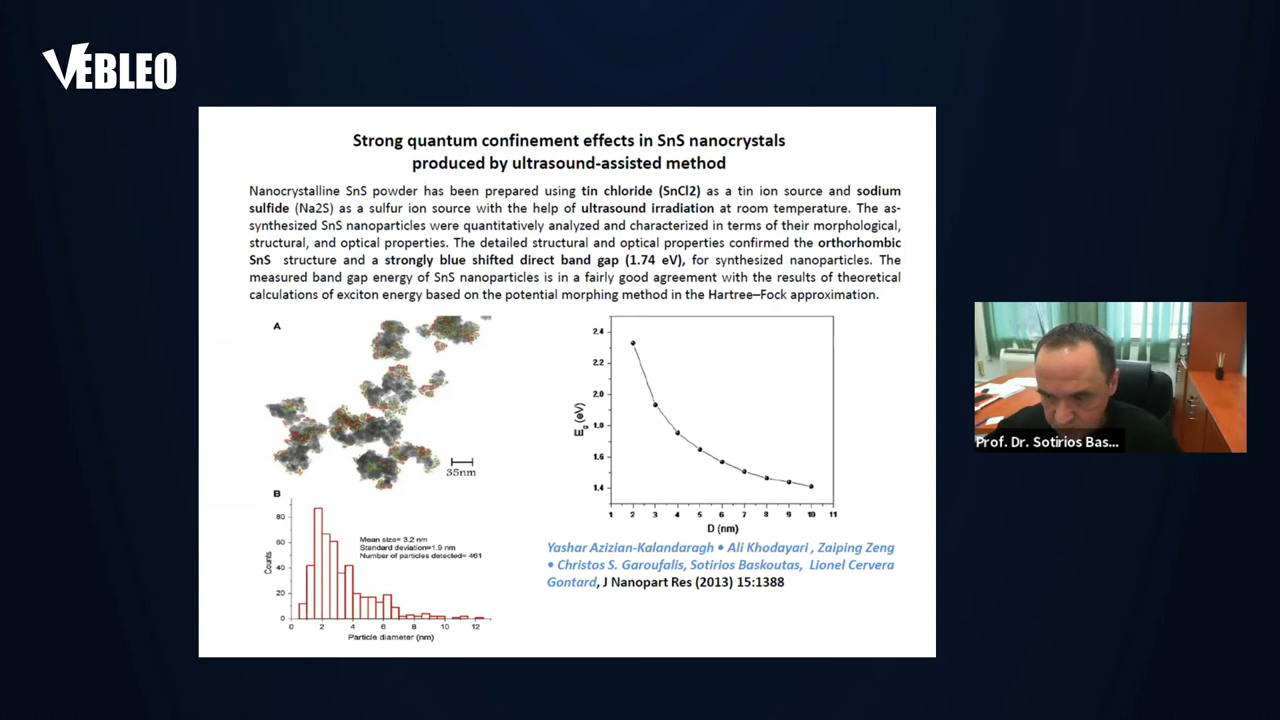 VEBLEO
Strong quantum confinement effects in SnS nanocrystals
produced by ultrasound-assisted method
Nanocrystalline SnS powder has been prepared using tin chloride (SnCl2) as a tin ion source and sodium
sulfide (Na2S) as a sulfur ion source with the help of ultrasound irradiation at room temperature. The as-
synthesized SnS nanoparticles were quantitatively analyzed and characterized in terms of their morphological,
structural, and optical properties. The detailed structural and optical properties confirmed the orthorhombic
SnS structure and a strongly blue shifted direct band gap (1.74 eV), for synthesized nanoparticles. The
measured band gap energy of SnS nanoparticles is in a fairly good agreement with the results of theoretical
calculations of exciton energy based on the potential morphing method in the Hartree–Fock approximation.
A
35nm
B
Counts
80
60
40
20
0
Mean size= 3.2 nm
Standard deviation=1.9 nm
Number of particles detected= 461
0 2 4 6 8 10 12
Particle diameter (nm)
Eg (eV)
2.4
2.2
2.0
1.8
1.6
1.4
1 2 3 4 5 6 7 8 9 10 11
D (nm)
Yashar Azizian-Kalandaragh • Ali Khodayari , Zaiping Zeng
• Christos S. Garoufalis, Sotirios Baskoutas, Lionel Cervera
Gontard, J Nanopart Res (2013) 15:1388
Prof. Dr. Sotirios Bas...